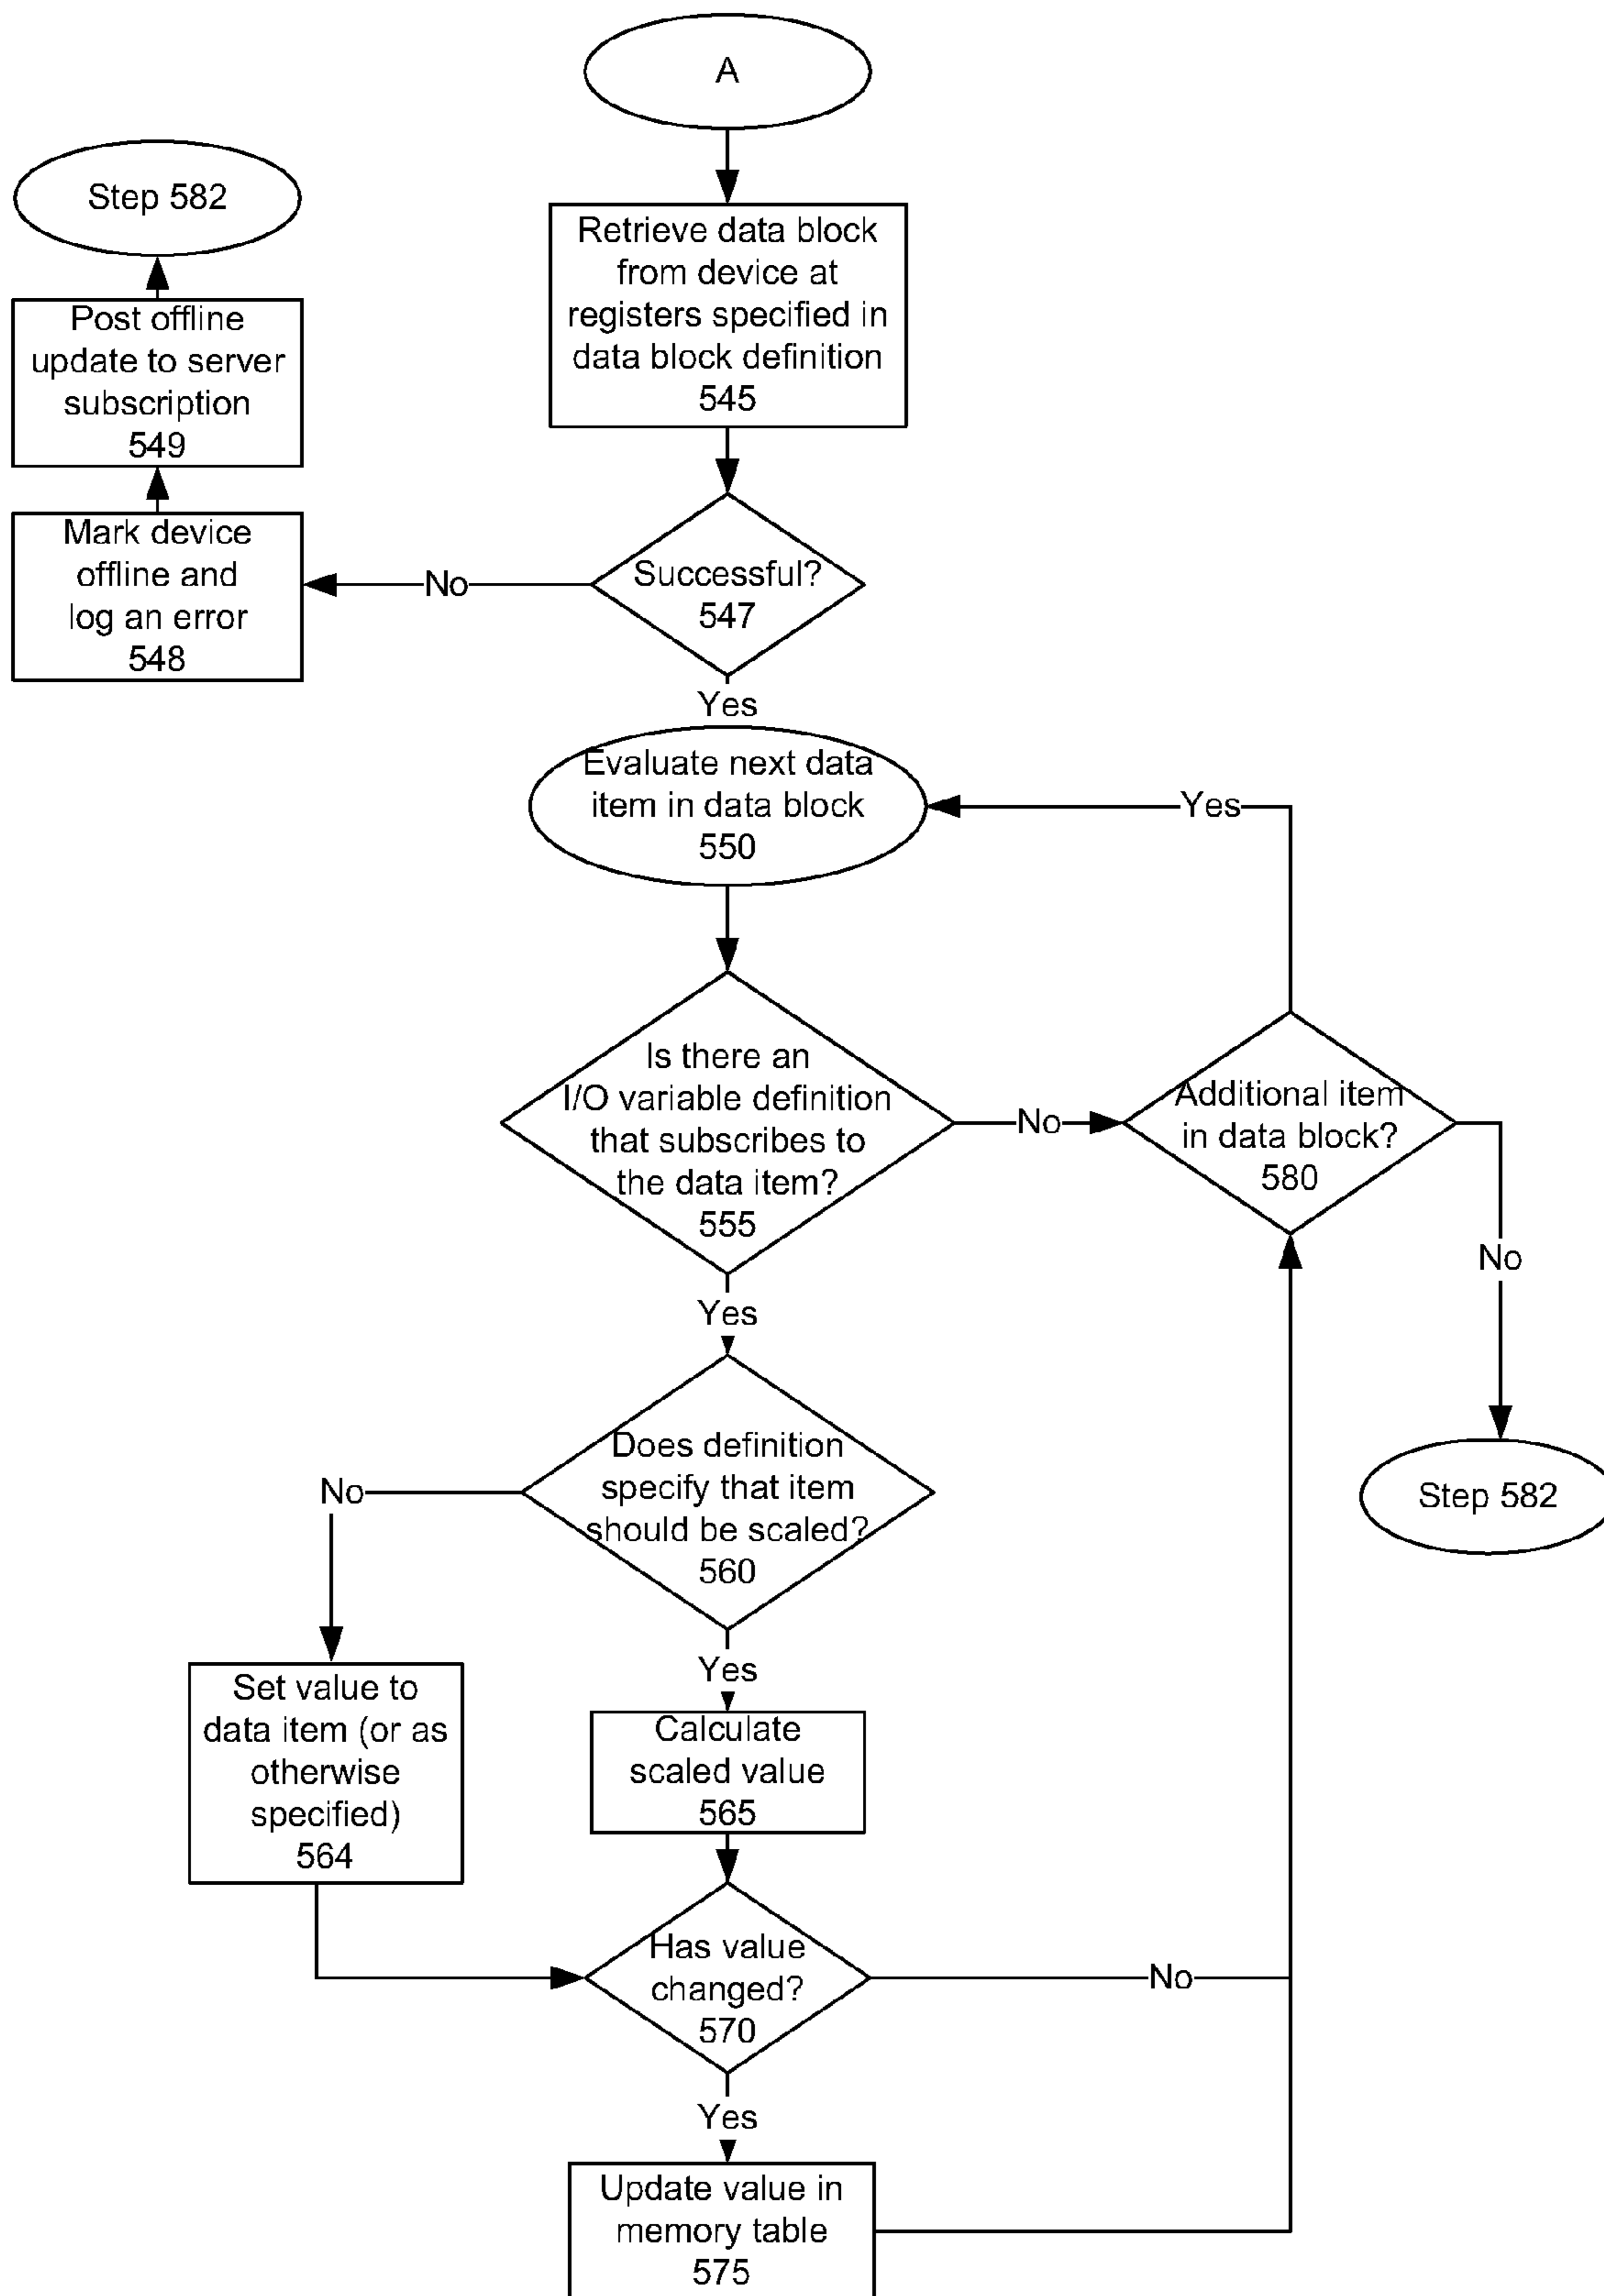 A
Step 582
Retrieve data block
from device at
registers specified in
data block definition
545
Post offline
update to server
subscription
549
Mark device
offline and
log an error
548
No
Successful?
547
Yes
Evaluate next data
item in data block
550
Yes
Is there an
I/O variable definition
that subscribes to
the data item?
555
No
Additional item
in data block?
580
No
Yes
Does definition
specify that item
should be scaled?
560
No
Step 582
Yes
Set value to
data item (or as
otherwise
specified)
564
Calculate
scaled value
565
Has value
changed?
570
No
Yes
Update value in
memory table
575